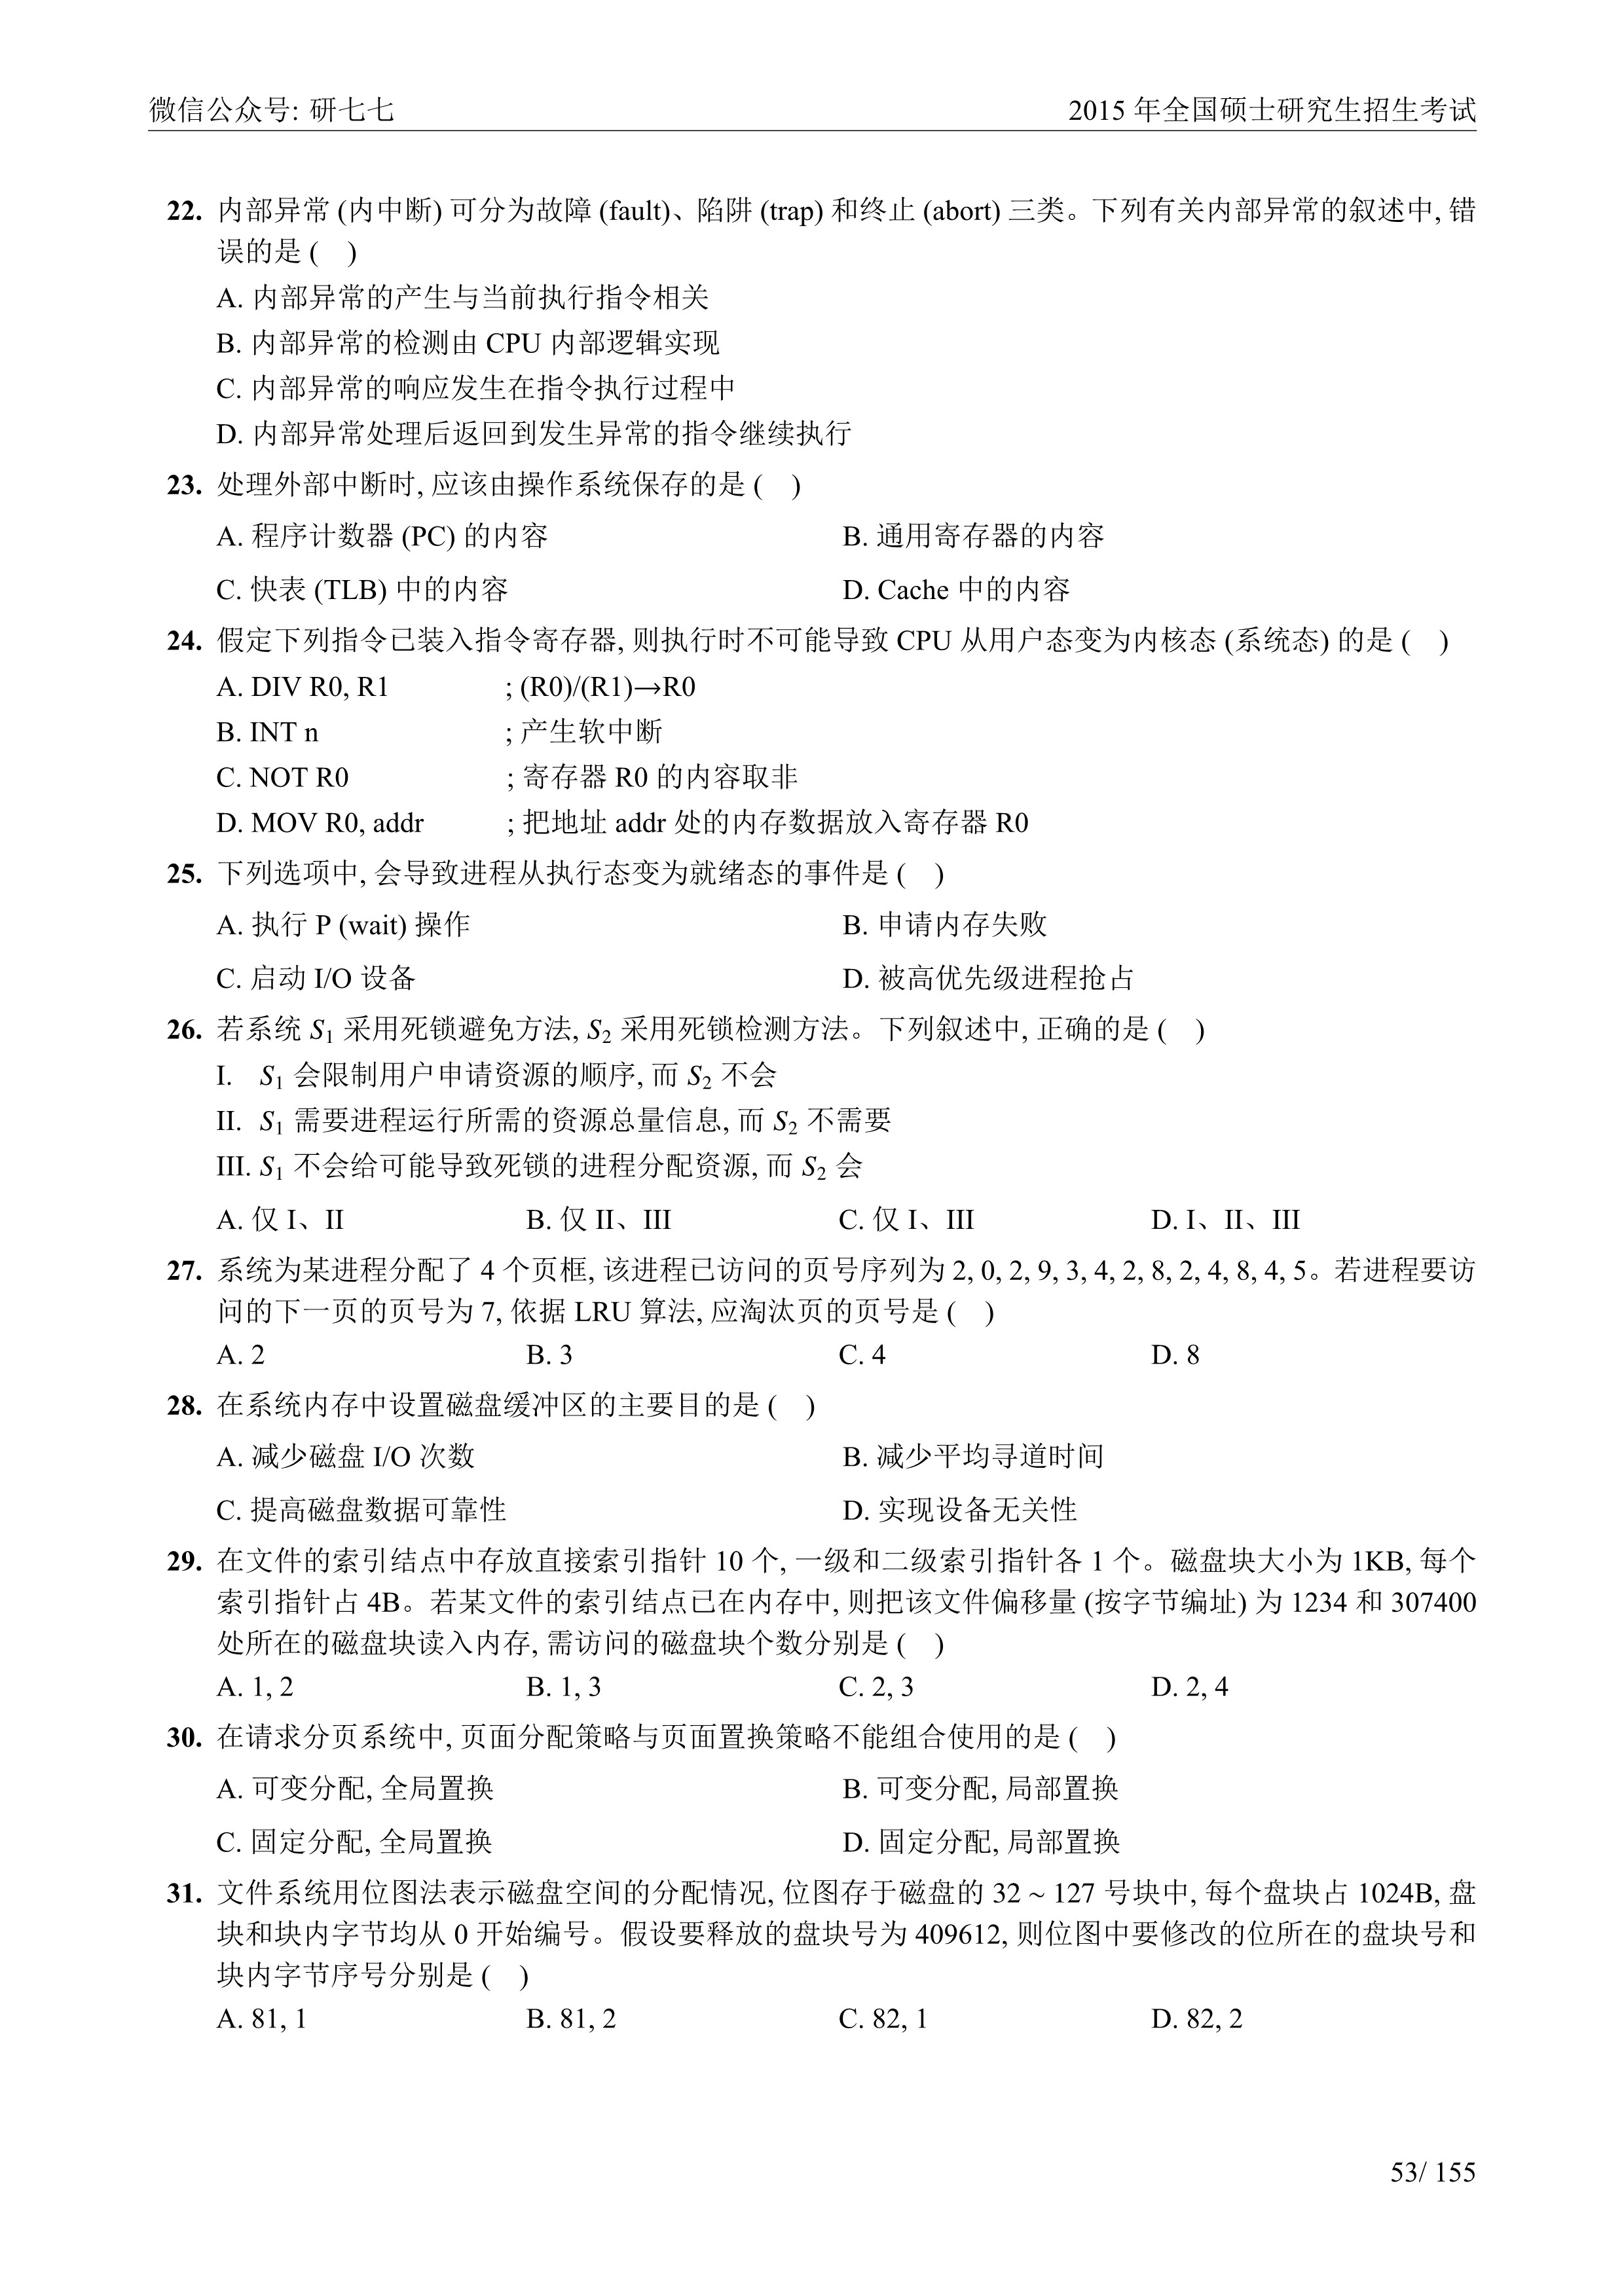 微信公众号: 研七七
2015 年全国硕士研究生招生考试
22. 内部异常 (内中断) 可分为故障 (fault)、陷阱 (trap) 和终止 (abort) 三类。下列有关内部异常的叙述中, 错
误的是 (    )
A. 内部异常的产生与当前执行指令相关
B. 内部异常的检测由 CPU 内部逻辑实现
C. 内部异常的响应发生在指令执行过程中
D. 内部异常处理后返回到发生异常的指令继续执行
23. 处理外部中断时, 应该由操作系统保存的是 (    )
A. 程序计数器 (PC) 的内容 B. 通用寄存器的内容
C. 快表 (TLB) 中的内容 D. Cache 中的内容
24. 假定下列指令已装入指令寄存器, 则执行时不可能导致 CPU 从用户态变为内核态 (系统态) 的是 (    )
A. DIV R0, R1 ; (R0)/(R1)→R0
B. INT n ; 产生软中断
C. NOT R0 ; 寄存器 R0 的内容取非
D. MOV R0, addr ; 把地址 addr 处的内存数据放入寄存器 R0
25. 下列选项中, 会导致进程从执行态变为就绪态的事件是 (    )
A. 执行 P (wait) 操作 B. 申请内存失败
C. 启动 I/O 设备 D. 被高优先级进程抢占
26. 若系统 S₁ 采用死锁避免方法, S₂ 采用死锁检测方法。下列叙述中, 正确的是 (    )
I. S₁ 会限制用户申请资源的顺序, 而 S₂ 不会
II. S₁ 需要进程运行所需的资源总量信息, 而 S₂ 不需要
III. S₁ 不会给可能导致死锁的进程分配资源, 而 S₂ 会
A. 仅 I、II B. 仅 II、III C. 仅 I、III D. I、II、III
27. 系统为某进程分配了 4 个页框, 该进程已访问的页号序列为 2, 0, 2, 9, 3, 4, 2, 8, 2, 4, 8, 4, 5。若进程要访
问的下一页的页号为 7, 依据 LRU 算法, 应淘汰页的页号是 (    )
A. 2 B. 3 C. 4 D. 8
28. 在系统内存中设置磁盘缓冲区的主要目的是 (    )
A. 减少磁盘 I/O 次数 B. 减少平均寻道时间
C. 提高磁盘数据可靠性 D. 实现设备无关性
29. 在文件的索引结点中存放直接索引指针 10 个, 一级和二级索引指针各 1 个。磁盘块大小为 1KB, 每个
索引指针占 4B。若某文件的索引结点已在内存中, 则把该文件偏移量 (按字节编址) 为 1234 和 307400
处所在的磁盘块读入内存, 需访问的磁盘块个数分别是 (    )
A. 1, 2 B. 1, 3 C. 2, 3 D. 2, 4
30. 在请求分页系统中, 页面分配策略与页面置换策略不能组合使用的是 (    )
A. 可变分配, 全局置换 B. 可变分配, 局部置换
C. 固定分配, 全局置换 D. 固定分配, 局部置换
31. 文件系统用位图法表示磁盘空间的分配情况, 位图存于磁盘的 32 ~ 127 号块中, 每个盘块占 1024B, 盘
块和块内字节均从 0 开始编号。假设要释放的盘块号为 409612, 则位图中要修改的位所在的盘块号和
块内字节序号分别是 (    )
A. 81, 1 B. 81, 2 C. 82, 1 D. 82, 2
53/ 155